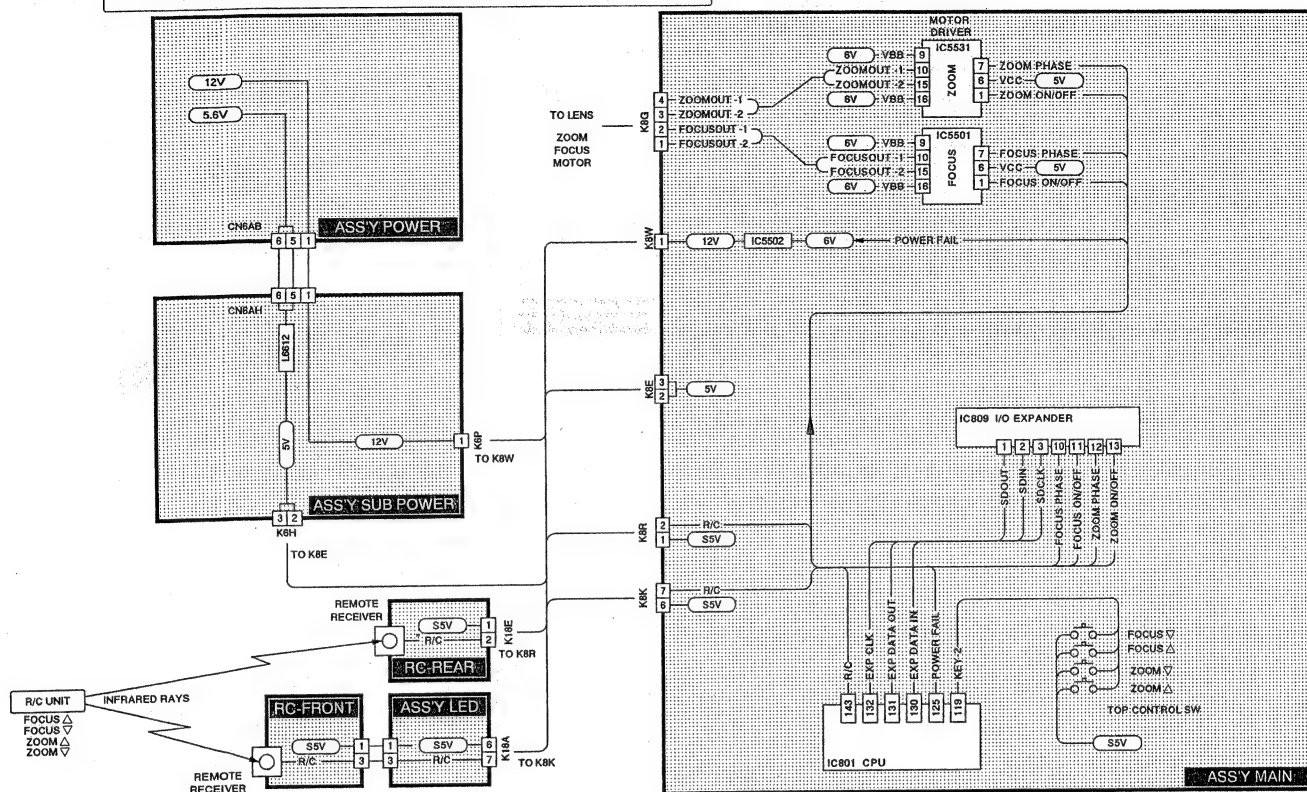 12V
5.6V
CN6AB
6 5 1
ASS'Y POWER
6 5 1
CN6AH
L6612
5V
12V
1
K6P
TO K8W
ASS'Y SUB POWER
3 2
K6H
TO K8E
REMOTE
RECEIVER
S5V
R/C
1
2
K18E
TO K8R
RC-REAR
R/C UNIT
INFRARED RAYS
FOCUS △
FOCUS ▽
ZOOM △
ZOOM ▽
RC-FRONT
S5V
R/C
1
3
REMOTE
RECEIVER
ASS'Y LED
1
3
S5V
R/C
6
7
K18A
TO K8K
TO LENS
ZOOM
FOCUS
MOTOR
K8G
4 ZOOMOUT -1
3 ZOOMOUT -2
2 FOCUSOUT -1
1 FOCUSOUT -2
MOTOR
DRIVER
IC5531
ZOOM
6V VBB 9
ZOOMOUT -1 10
ZOOMOUT -2 15
6V VBB 16
7 ZOOM PHASE
6 VCC 5V
1 ZOOM ON/OFF
IC5501
FOCUS
6V VBB 9
FOCUSOUT -1 10
FOCUSOUT -2 15
6V VBB 16
7 FOCUS PHASE
6 VCC 5V
1 FOCUS ON/OFF
K8W
1 12V IC5502 6V POWER FAIL
K8E
3
2
5V
K8R
2 R/C
1 S5V
K8K
7 R/C
6 S5V
IC809 I/O EXPANDER
1 2 3 10 11 12 13
SDOUT
SDIN
SDCLK
FOCUS PHASE
FOCUS ON/OFF
ZOOM PHASE
ZOOM ON/OFF
R/C
EXP CLK
EXP DATA OUT
EXP DATA IN
POWER FAIL
KEY-2
143 132 131 130 125 119
IC801 CPU
FOCUS ▽
FOCUS △
ZOOM ▽
ZOOM △
TOP CONTROL SW
S5V
ASS'Y MAIN